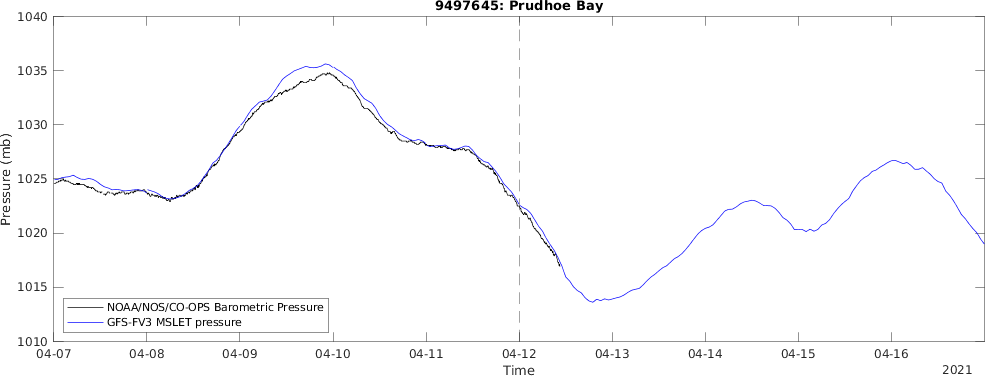 9497645: Prudhoe Bay
1040
1035
1030
1025
1020
1015
1010
Pressure (mb)
NOAA/NOS/CO-OPS Barometric Pressure
GFS-FV3 MSLET pressure
04-07 04-08 04-09 04-10 04-11 04-12 04-13 04-14 04-15 04-16
Time
2021